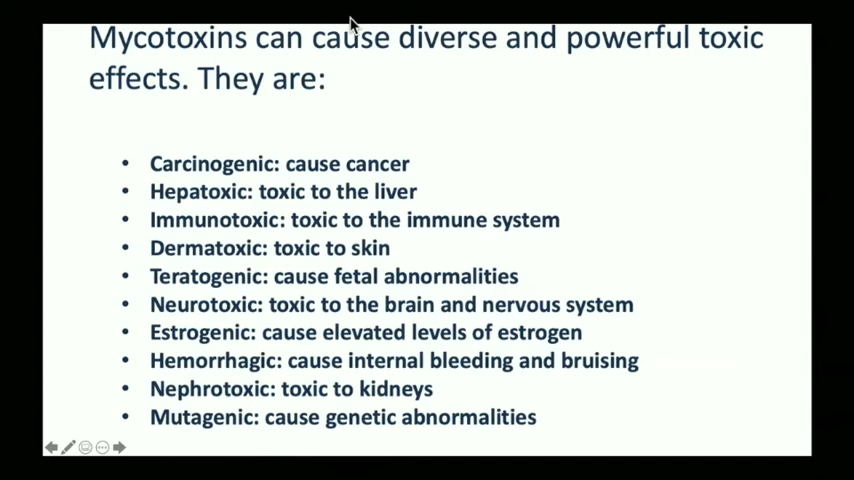 Mycotoxins can cause diverse and powerful toxic
effects. They are:
• Carcinogenic: cause cancer
• Hepatoxic: toxic to the liver
• Immunotoxic: toxic to the immune system
• Dermatoxic: toxic to skin
• Teratogenic: cause fetal abnormalities
• Neurotoxic: toxic to the brain and nervous system
• Estrogenic: cause elevated levels of estrogen
• Hemorrhagic: cause internal bleeding and bruising
• Nephrotoxic: toxic to kidneys
• Mutagenic: cause genetic abnormalities